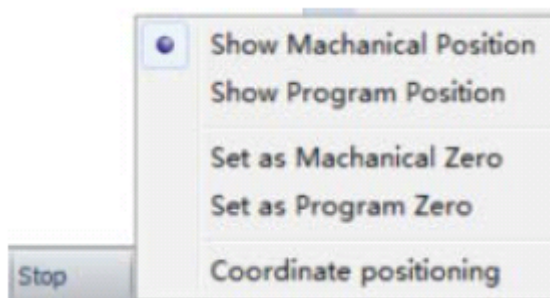 Show Machanical Position
Show Program Position
Set as Machanical Zero
Set as Program Zero
Stop
Coordinate positioning